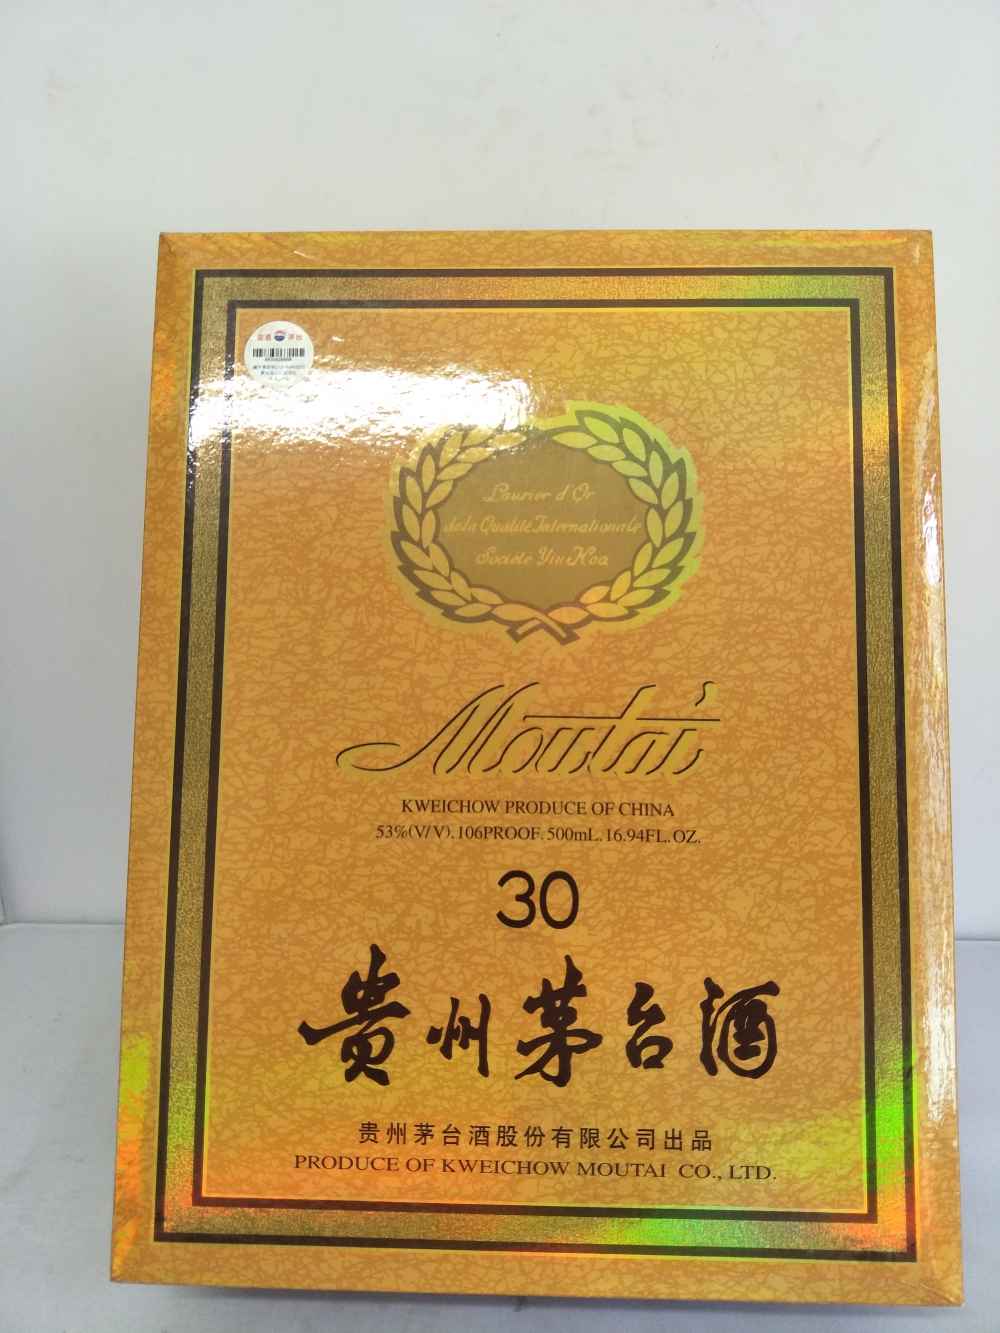 Laurier d'Or
de la Qualité Internationale
Societe Yiu Hoa
Moutai
KWEICHOW PRODUCE OF CHINA
53%(V/V). 106PROOF. 500mL. 16.94FL.OZ.
30
贵州茅台酒
贵州茅台酒股份有限公司出品
PRODUCE OF KWEICHOW MOUTAI CO., LTD.